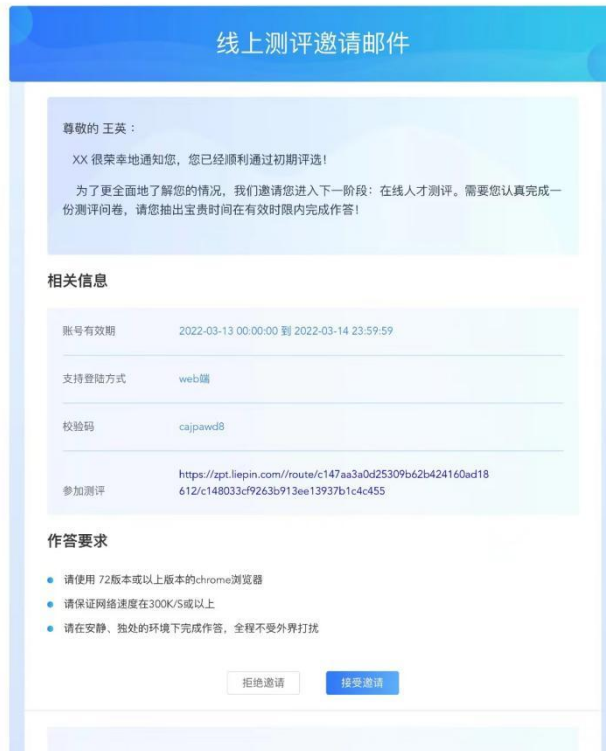 线上测评邀请邮件
尊敬的 王英：
XX 很荣幸地通知您，您已经顺利通过初期评选！
为了更全面地了解您的情况，我们邀请您进入下一阶段：在线人才测评。需要您认真完成一
份测评问卷，请您抽出宝贵时间在有效时限内完成作答！
相关信息
账号有效期 2022-03-13 00:00:00 到 2022-03-14 23:59:59
支持登陆方式 web端
校验码 cajpawd8
https://zpt.liepin.com//route/c147aa3a0d25309b62b424160ad18
参加测评 612/c148033cf9263b913ee13937b1c4c455
作答要求
请使用 72版本或以上版本的chrome浏览器
请保证网络速度在300K/S或以上
请在安静、独处的环境下完成作答，全程不受外界打扰
拒绝邀请 接受邀请